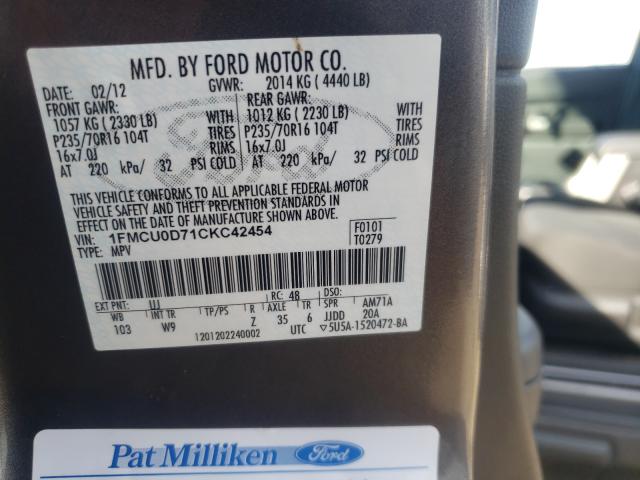 MFD. BY FORD MOTOR CO.
DATE: 02/12 GVWR: 2014 KG ( 4440 LB)
FRONT GAWR: REAR GAWR:
1057 KG ( 2330 LB) WITH 1012 KG ( 2230 LB) WITH
P235/70R16 104T TIRES P235/70R16 104T TIRES
16x7.0J RIMS 16x7.0J RIMS
AT 220 kPa/ 32 PSI COLD AT 220 kPa/ 32 PSI COLD
THIS VEHICLE CONFORMS TO ALL APPLICABLE FEDERAL MOTOR
VEHICLE SAFETY AND THEFT PREVENTION STANDARDS IN
EFFECT ON THE DATE OF MANUFACTURE SHOWN ABOVE.
VIN: 1FMCU0D71CKC42454 F0101
TYPE: MPV T0279
EXT PNT: UJ RC: 48 DSO:
WB INT TR TP/PS R AXLE TR SPR AM71A
103 W9 Z 35 6 JJDD 20A
1201202240002 UTC ▽5U5A-1520472-BA
Ford
Pat Milliken Ford